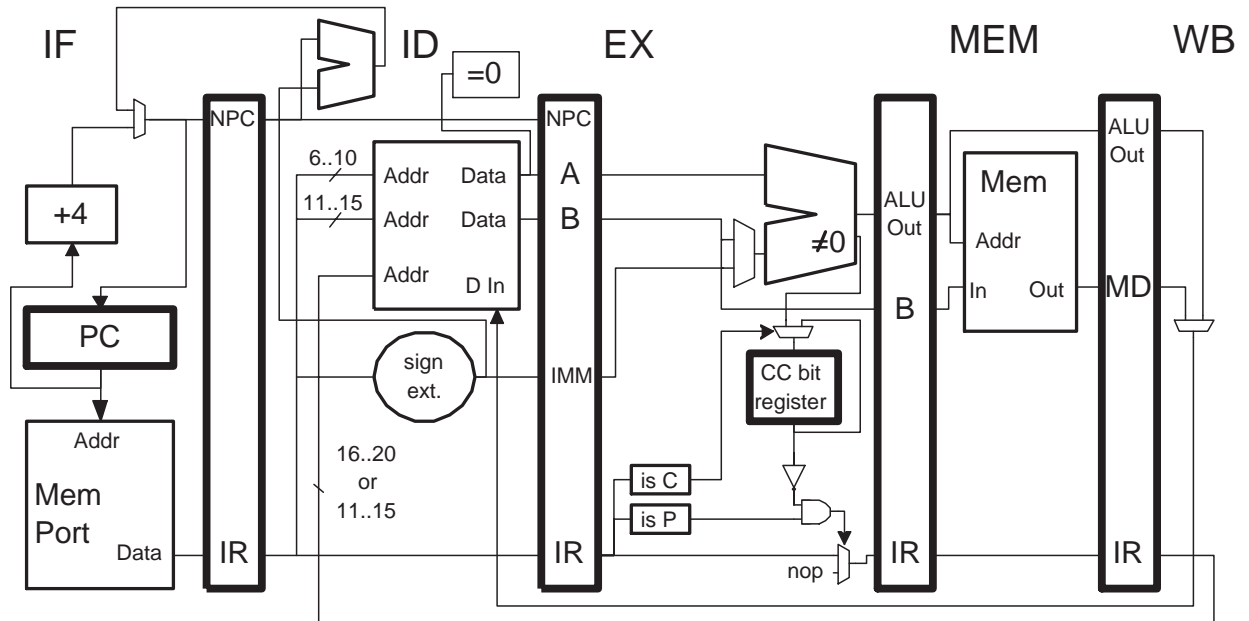 IF
ID
EX
MEM
WB
=0
NPC
NPC
+4
PC
Addr
Mem
Port
Data
IR
6..10
11..15
Addr
Data
Addr
Data
Addr
D In
sign
ext.
16..20
or
11..15
A
B
IMM
IR
≠0
CC bit
register
is C
is P
nop
ALU
Out
B
IR
Mem
Addr
In
Out
ALU
Out
MD
IR